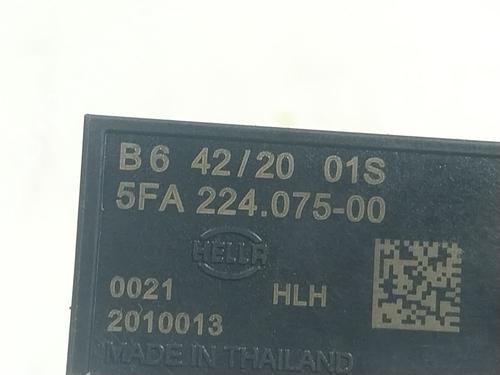 B6 42/20 01S
5FA 224.075-00
HELLA
0021 HLH
2010013
MADE IN THAILAND